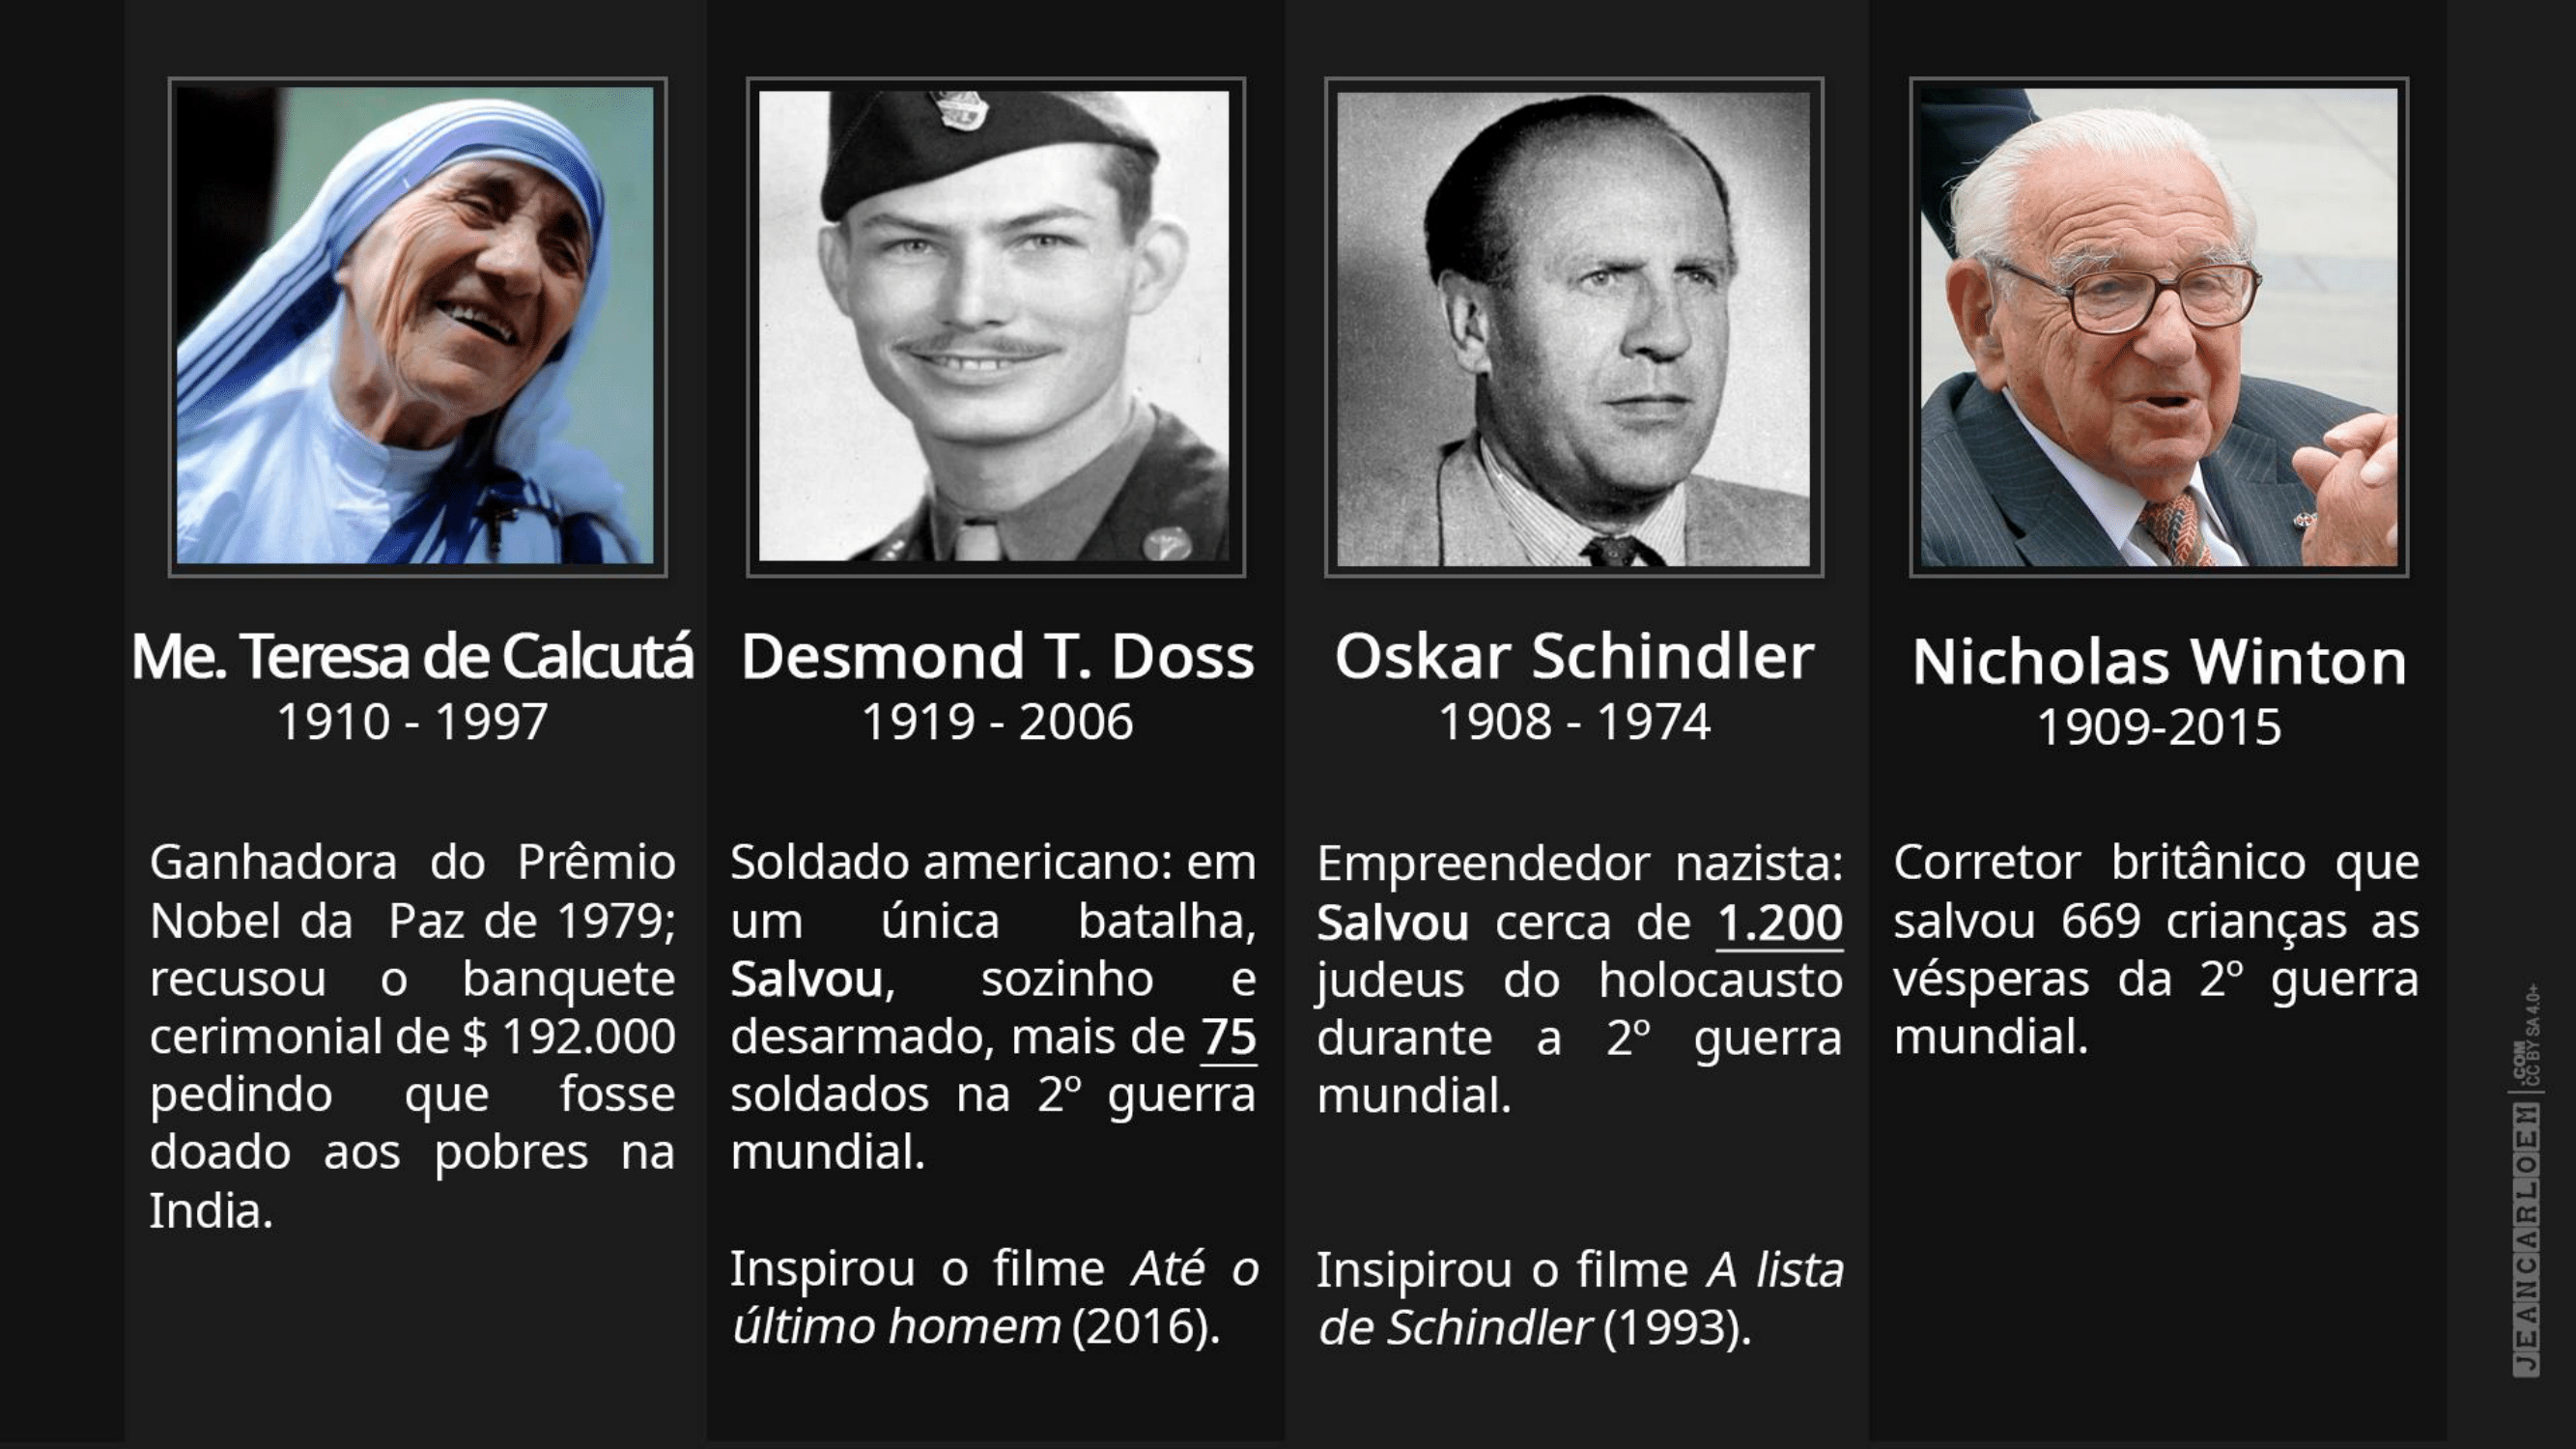 Me. Teresa de Calcutá
1910 - 1997
Ganhadora do Prêmio
Nobel da Paz de 1979;
recusou o banquete
cerimonial de $ 192.000
pedindo que fosse
doado aos pobres na
India.
Desmond T. Doss
1919 - 2006
Soldado americano: em
um única batalha,
Salvou, sozinho e
desarmado, mais de 75
soldados na 2º guerra
mundial.
Inspirou o filme Até o
último homem (2016).
Oskar Schindler
1908 - 1974
Empreendedor nazista:
Salvou cerca de 1.200
judeus do holocausto
durante a 2º guerra
mundial.
Insipirou o filme A lista
de Schindler (1993).
Nicholas Winton
1909-2015
Corretor britânico que
salvou 669 crianças as
vésperas da 2º guerra
mundial.
JEANCARLOEM
.COM
CC BY SA 4.0+